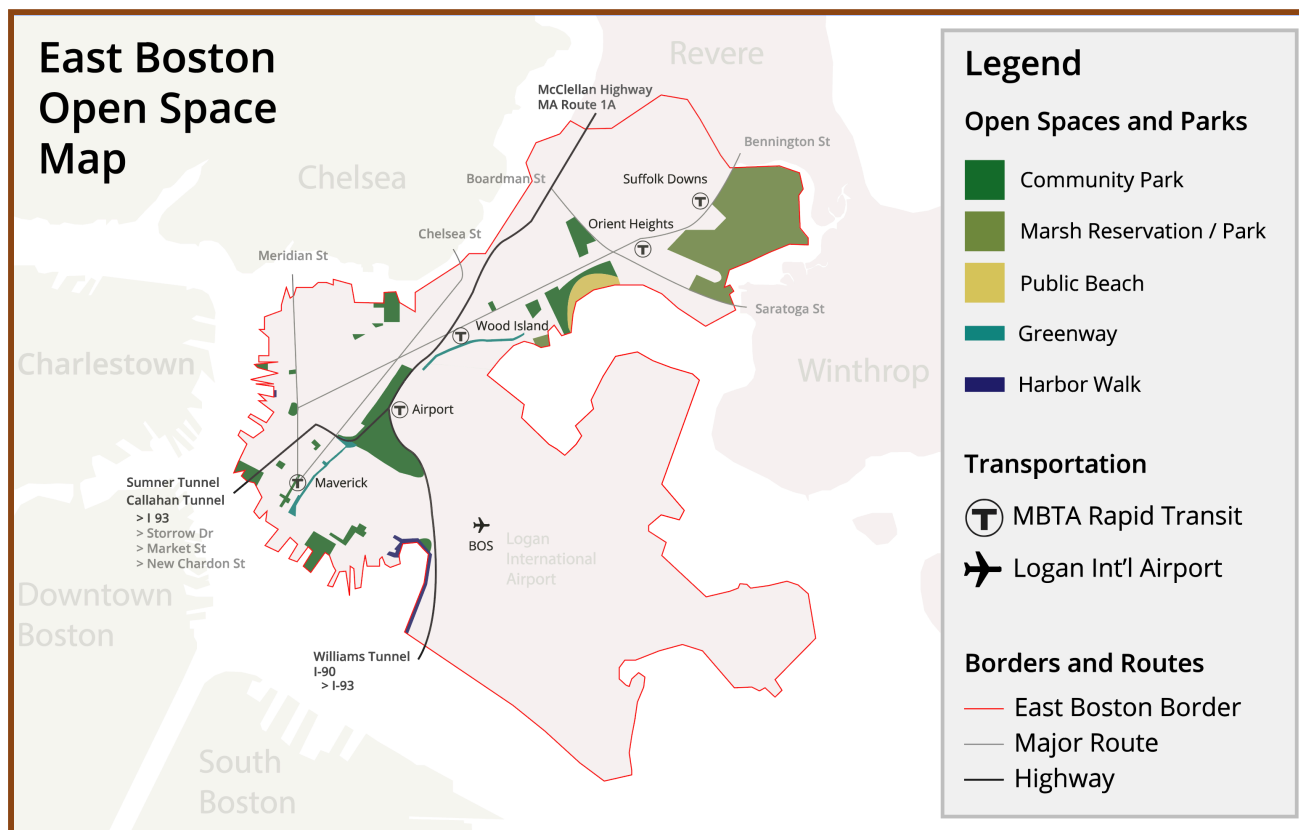 East Boston
Open Space
Map
Revere
McClellan Highway
MA Route 1A
Bennington St
Chelsea
Boardman St
Suffolk Downs
T
Orient Heights
T
Chelsea St
Meridian St
Saratoga St
Wood Island
T
Charlestown
Winthrop
Airport
T
Maverick
T
Sumner Tunnel
Callahan Tunnel
> I 93
> Storrow Dr
> Market St
> New Chardon St
BOS
Logan
International
Airport
Downtown
Boston
Williams Tunnel
I-90
> I-93
South
Boston
Legend
Open Spaces and Parks
Community Park
Marsh Reservation / Park
Public Beach
Greenway
Harbor Walk
Transportation
T MBTA Rapid Transit
Logan Int'l Airport
Borders and Routes
East Boston Border
Major Route
Highway